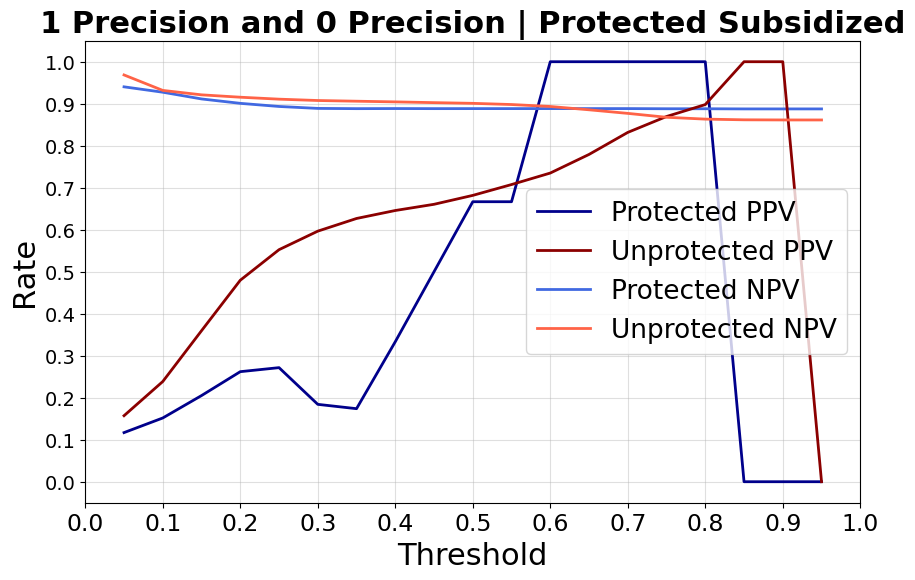 1 Precision and 0 Precision | Protected Subsidized
Rate
1.0
0.9
0.8
0.7
0.6
0.5
0.4
0.3
0.2
0.1
0.0
Protected PPV
Unprotected PPV
Protected NPV
Unprotected NPV
0.0 0.1 0.2 0.3 0.4 0.5 0.6 0.7 0.8 0.9 1.0
Threshold